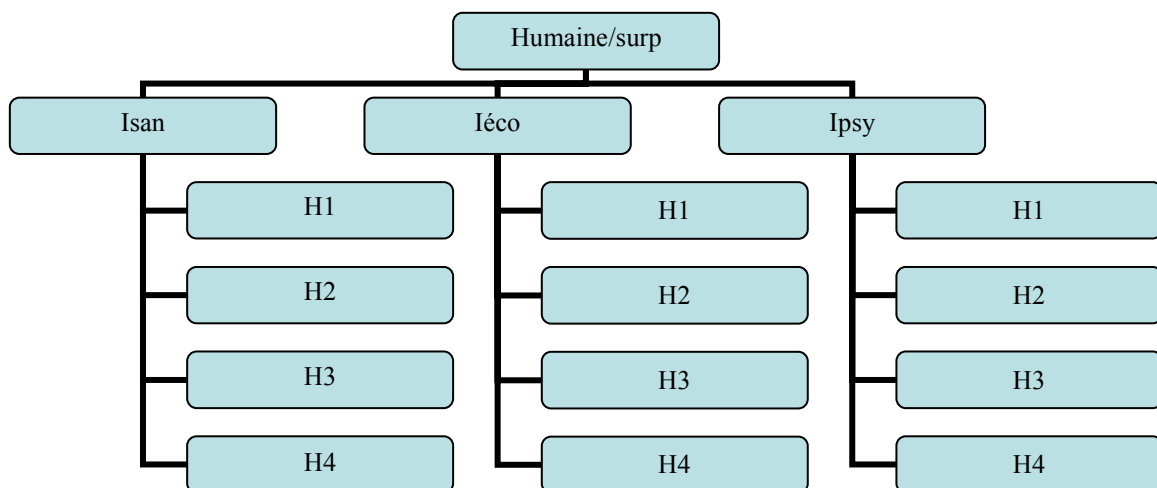 Humaine/surp
Isan
Iéco
Ipsy
H1
H1
H1
H2
H2
H2
H3
H3
H3
H4
H4
H4